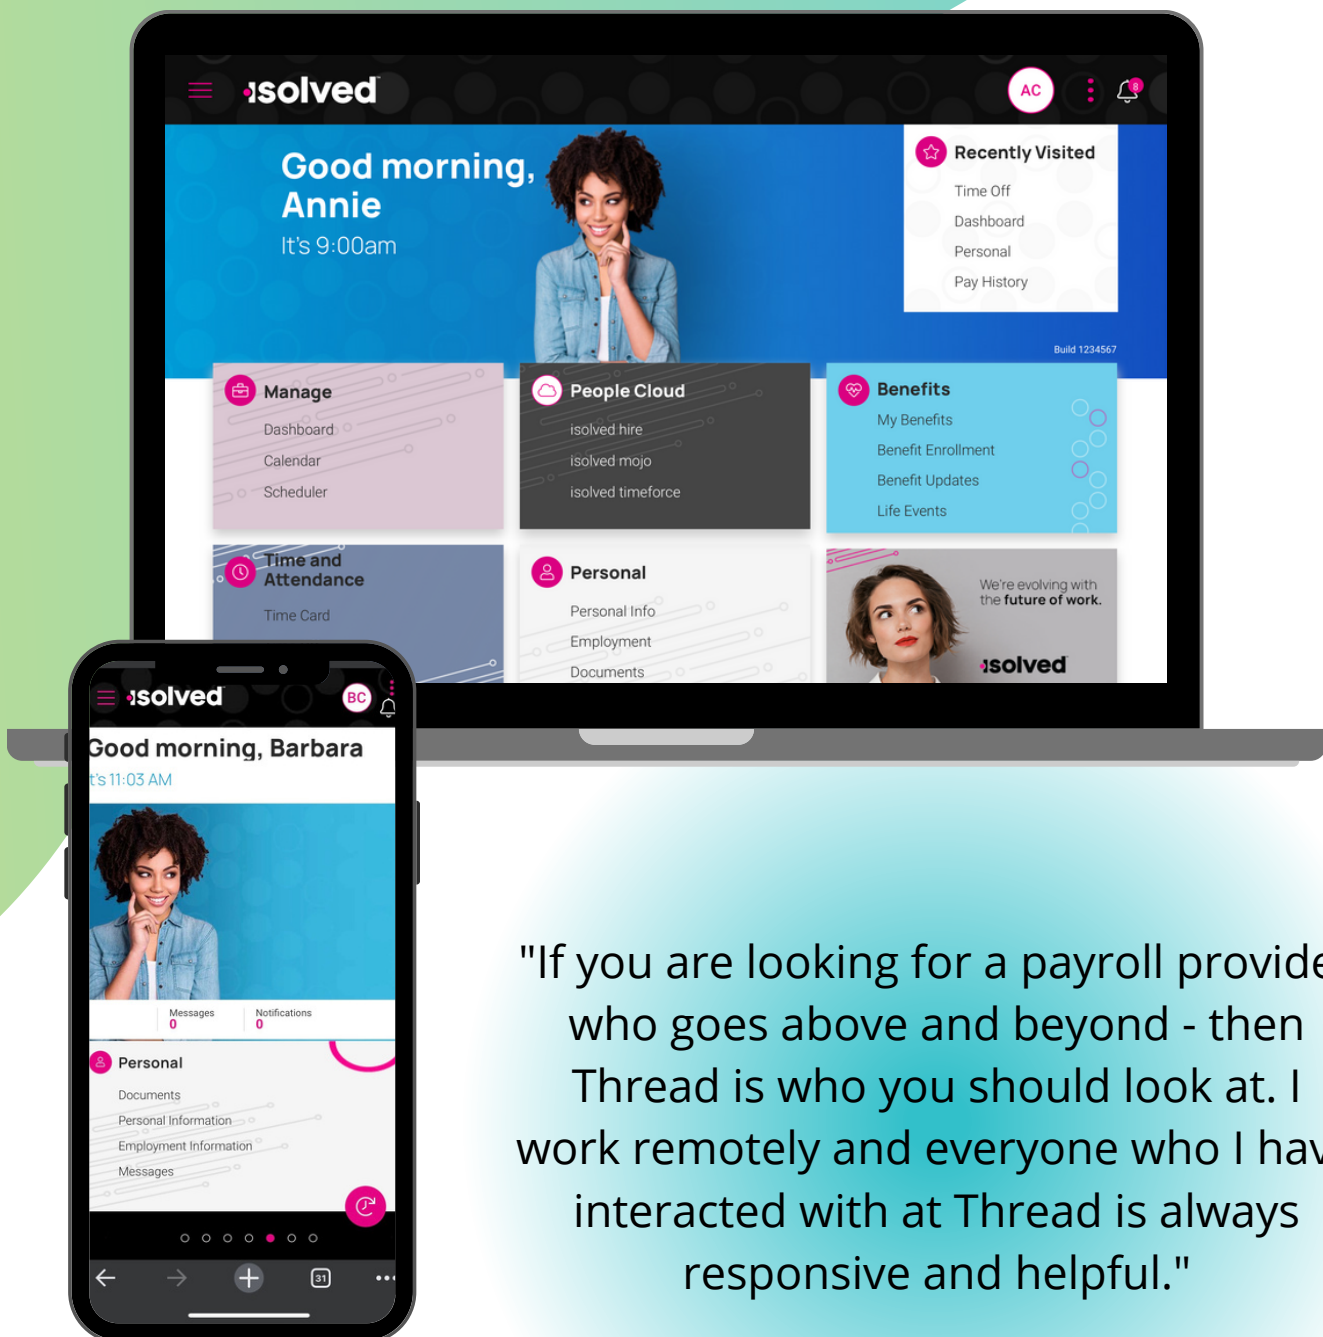 isolved
AC
8
Good morning,
Annie
It's 9:00am
Recently Visited
Time Off
Dashboard
Personal
Pay History
Build 1234567
Manage
Dashboard
Calendar
Scheduler
People Cloud
isolved hire
isolved mojo
isolved timeforce
Benefits
My Benefits
Benefit Enrollment
Benefit Updates
Life Events
Time and
Attendance
Time Card
Personal
Personal Info
Employment
Documents
We're evolving with
the future of work.
isolved
isolved
BC
Good morning, Barbara
t's 11:03 AM
Messages
0
Notifications
0
Personal
Documents
Personal Information
Employment Information
Messages
31
"If you are looking for a payroll provide
who goes above and beyond - then
Thread is who you should look at. I
work remotely and everyone who I hav
interacted with at Thread is always
responsive and helpful."